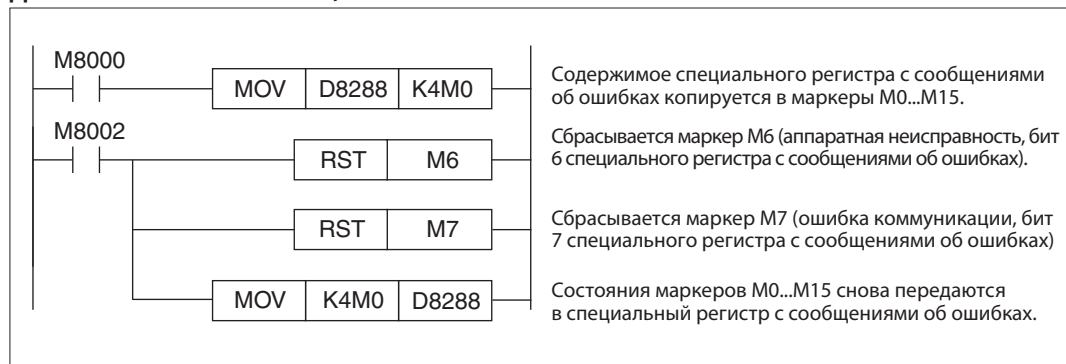 M8000
MOV D8288 K4M0
Содержимое специального регистра с сообщениями
об ошибках копируется в маркеры M0...M15.
M8002
RST M6
Сбрасывается маркер M6 (аппаратная неисправность, бит
6 специального регистра с сообщениями об ошибках).
RST M7
Сбрасывается маркер M7 (ошибка коммуникации, бит
7 специального регистра с сообщениями об ошибках)
MOV K4M0 D8288
Состояния маркеров M0...M15 снова передаются
в специальный регистр с сообщениями об ошибках.